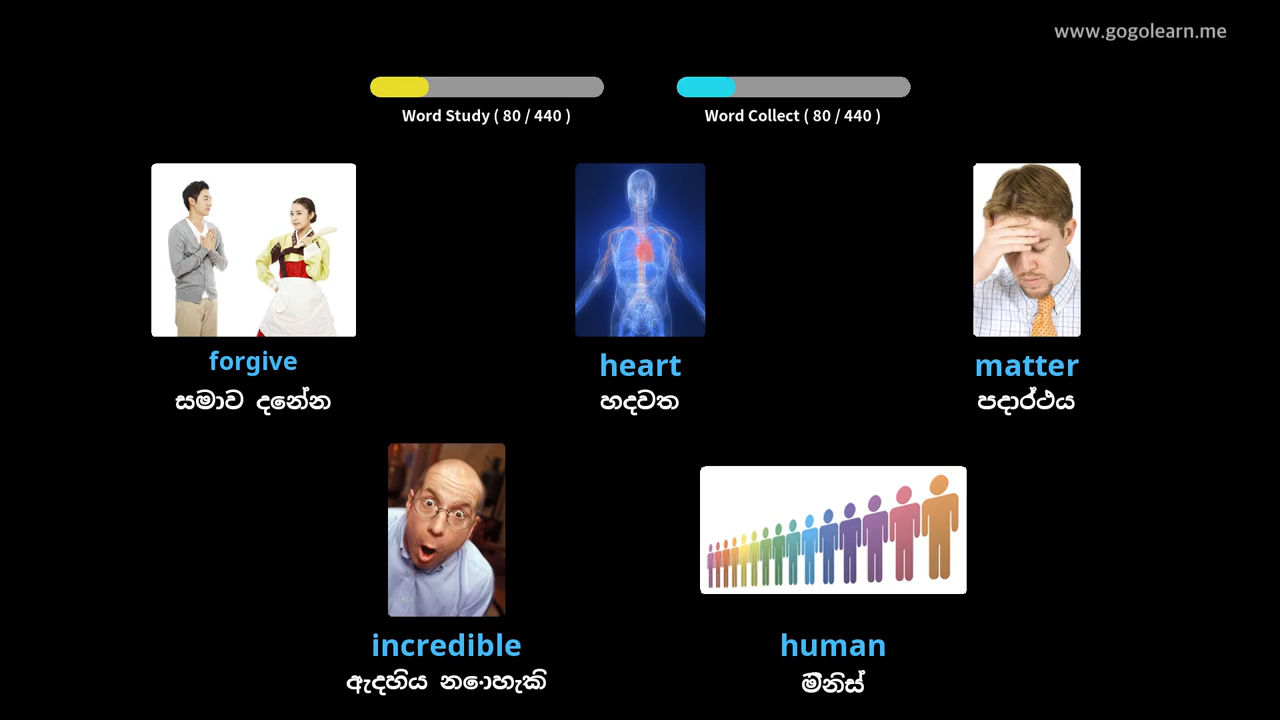 www.gogolearn.me
Word Study ( 80 / 440 )
Word Collect ( 80 / 440 )
forgive
සමාව දෙන්න
heart
හදවත
matter
පදාර්ථය
incredible
ඇදහිය නොහැකි
human
මිනිස්